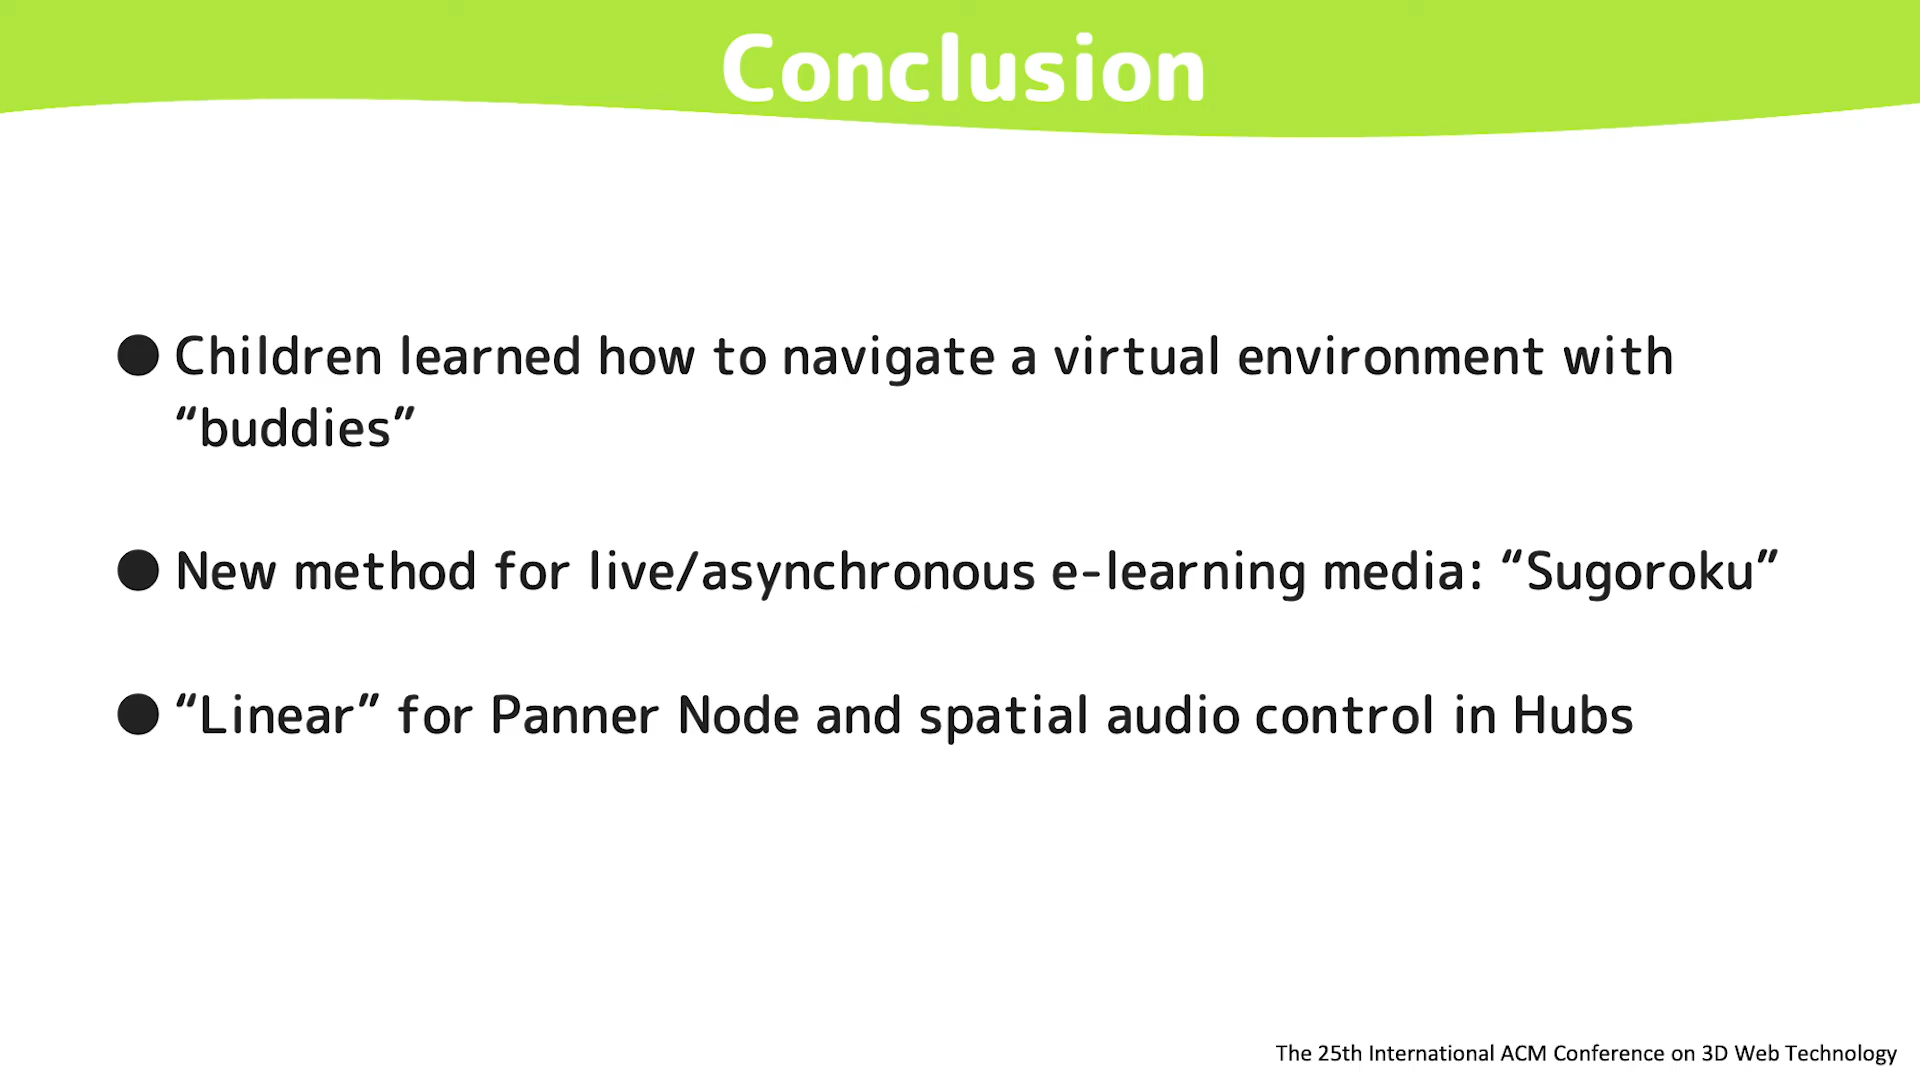 Conclusion
● Children learned how to navigate a virtual environment with
“buddies”
● New method for live/asynchronous e-learning media: “Sugoroku”
● “Linear” for Panner Node and spatial audio control in Hubs
The 25th International ACM Conference on 3D Web Technology